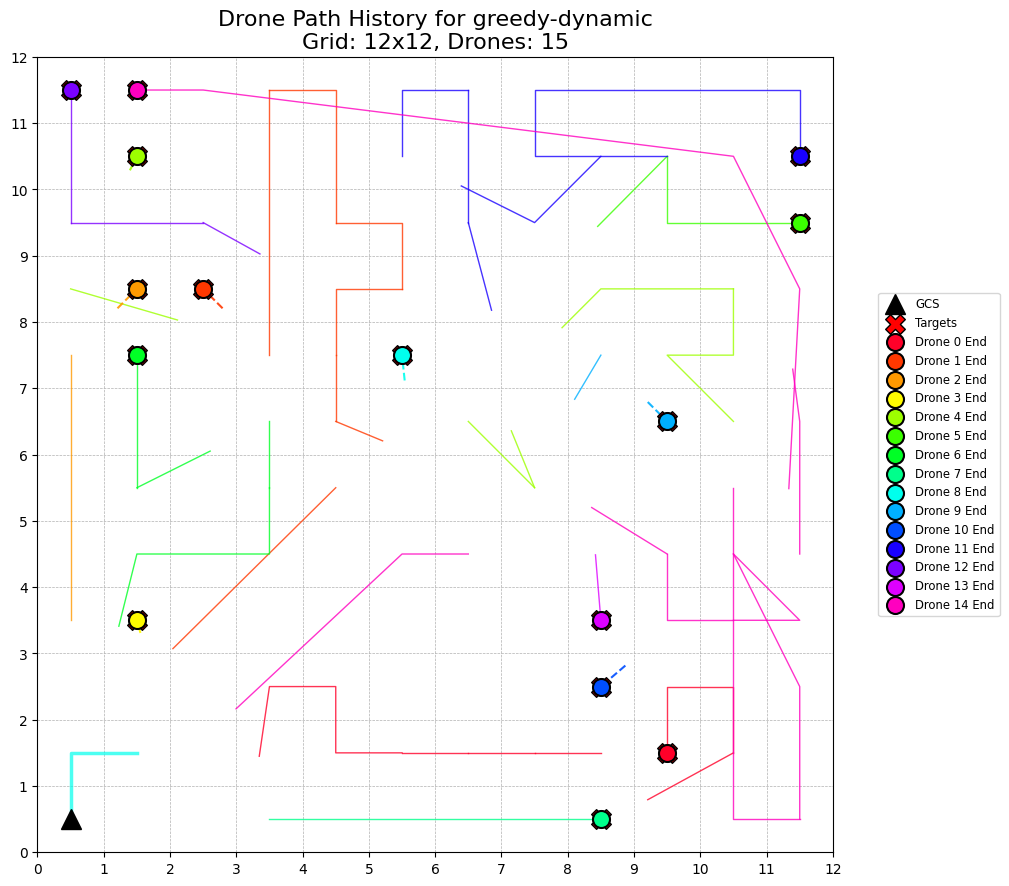 Drone Path History for greedy-dynamic
Grid: 12x12, Drones: 15
12
11
10
9
8
7
6
5
4
3
2
1
0
0 1 2 3 4 5 6 7 8 9 10 11 12
GCS
Targets
Drone 0 End
Drone 1 End
Drone 2 End
Drone 3 End
Drone 4 End
Drone 5 End
Drone 6 End
Drone 7 End
Drone 8 End
Drone 9 End
Drone 10 End
Drone 11 End
Drone 12 End
Drone 13 End
Drone 14 End